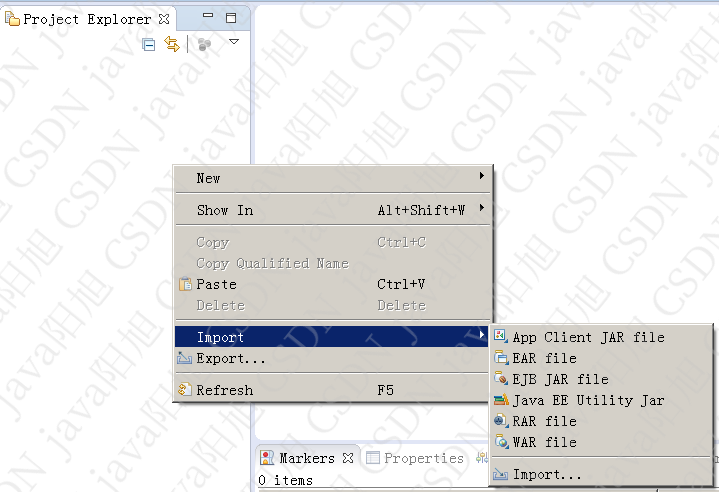 Project Explorer
New
Show In Alt+Shift+W
Copy Ctrl+C
Copy Qualified Name
Paste Ctrl+V
Delete Delete
Import
Export...
Refresh F5
App Client JAR file
EAR file
EJB JAR file
Java EE Utility Jar
RAR file
WAR file
Import...
Markers Properties
0 items
CSDN java阳旭